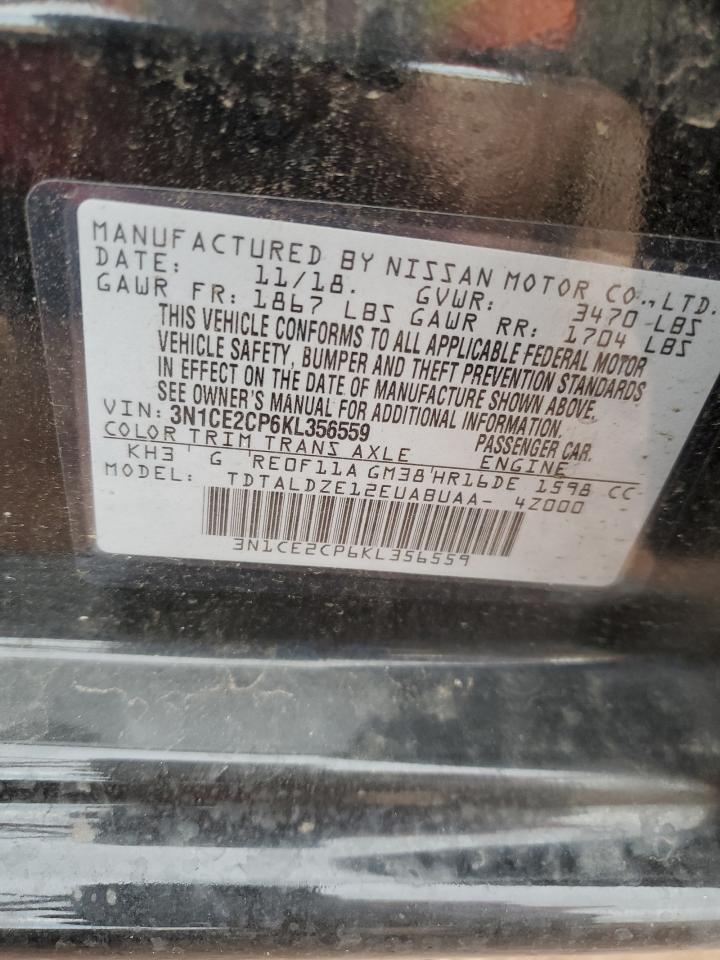 MANUFACTURED BY NISSAN MOTOR CO., LTD.
DATE: 11/18. GVWR: 3470 LBS
GAWR FR: 1867 LBS GAWR RR: 1704 LBS
THIS VEHICLE CONFORMS TO ALL APPLICABLE FEDERAL MOTOR
VEHICLE SAFETY, BUMPER AND THEFT PREVENTION STANDARDS
IN EFFECT ON THE DATE OF MANUFACTURE SHOWN ABOVE.
SEE OWNER'S MANUAL FOR ADDITIONAL INFORMATION.
VIN: 3N1CE2CP6KL356559 PASSENGER CAR.
COLOR TRIM TRANS AXLE ENGINE
KH3 G RE0F11A GM38 HR16DE 1598 CC
MODEL: TDTALDZE12EUABUAA- 4Z000
3N1CE2CP6KL356559